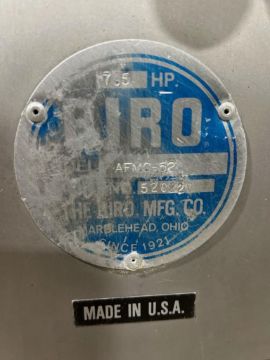 7.5 HP
BIRO
AFMG-52
NO. 52022
THE BIRO MFG. CO.
MARBLEHEAD, OHIO
SINCE 1921
MADE IN U.S.A.